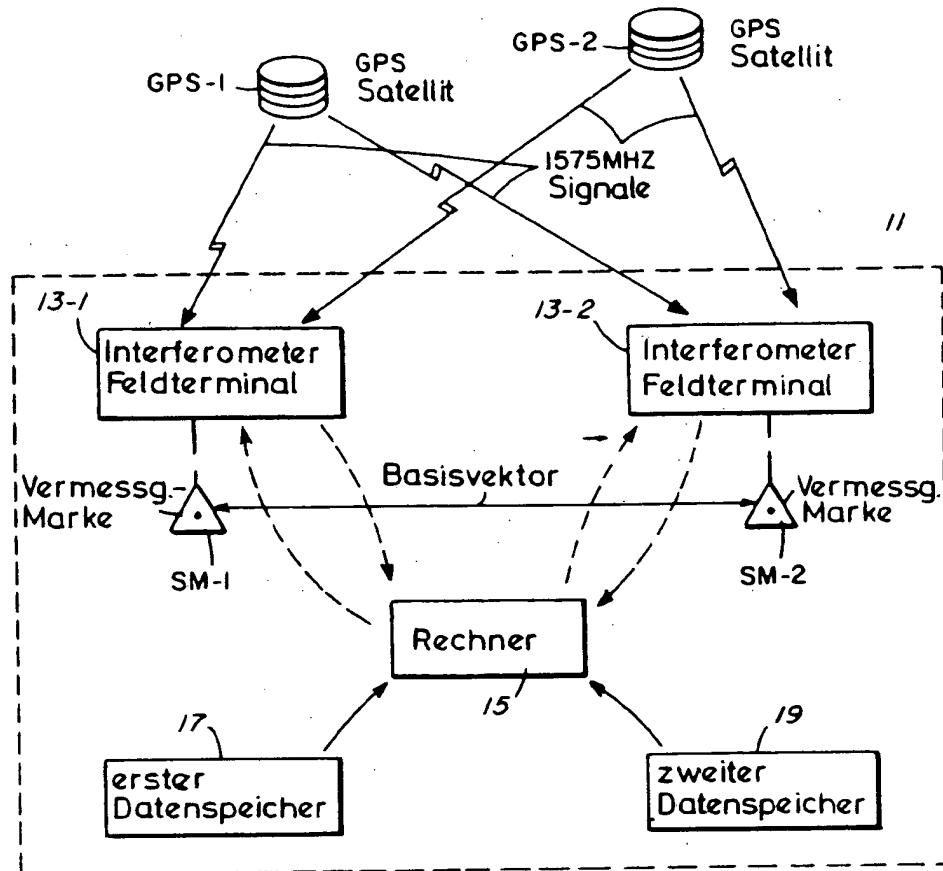 GPS-1
GPS
Satellit
GPS-2
GPS
Satellit
1575MHZ
Signale
11
13-1
Interferometer
Feldterminal
13-2
Interferometer
Feldterminal
Vermessg.-
Marke
SM-1
Basisvektor
Vermessg.
Marke
SM-2
Rechner
15
17
erster
Datenspeicher
19
zweiter
Datenspeicher